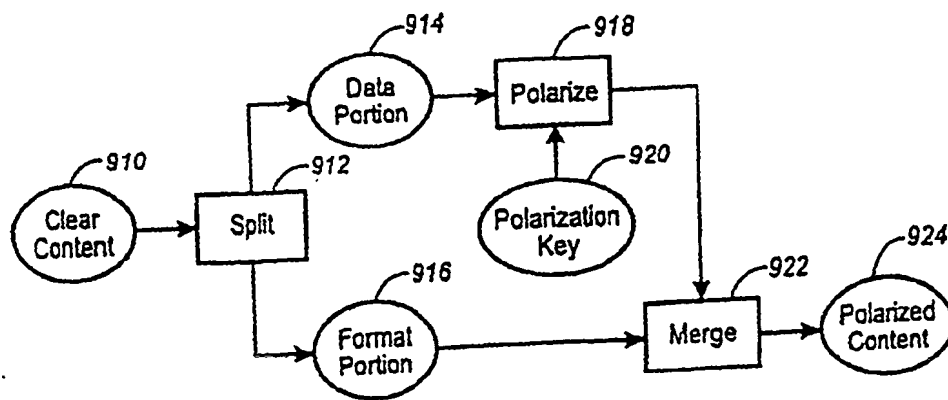 914
Data
Portion
918
Polarize
910
Clear
Content
912
Split
920
Polarization
Key
916
Format
Portion
922
Merge
924
Polarized
Content